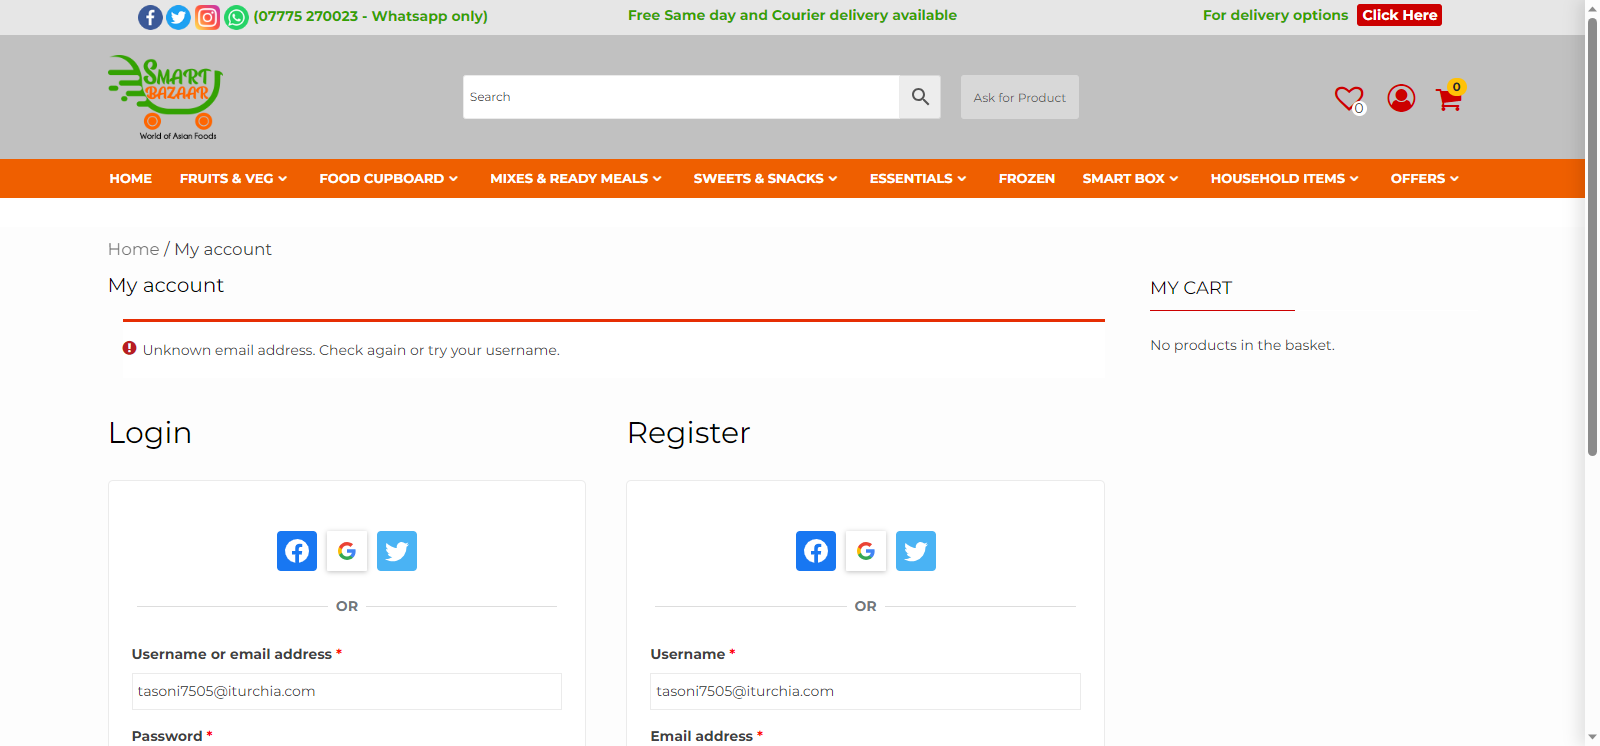 (07775 270023 - Whatsapp only)
Free Same day and Courier delivery available
For delivery options Click Here
SMART
BAZAAR
World of Asian Foods
Search
Ask for Product
0
0
HOME FRUITS & VEG FOOD CUPBOARD MIXES & READY MEALS SWEETS & SNACKS ESSENTIALS FROZEN SMART BOX HOUSEHOLD ITEMS OFFERS
Home / My account
My account
Unknown email address. Check again or try your username.
MY CART
No products in the basket.
Login
Register
OR
OR
Username or email address *
tasoni7505@iturchia.com
Password *
Username *
tasoni7505@iturchia.com
Email address *